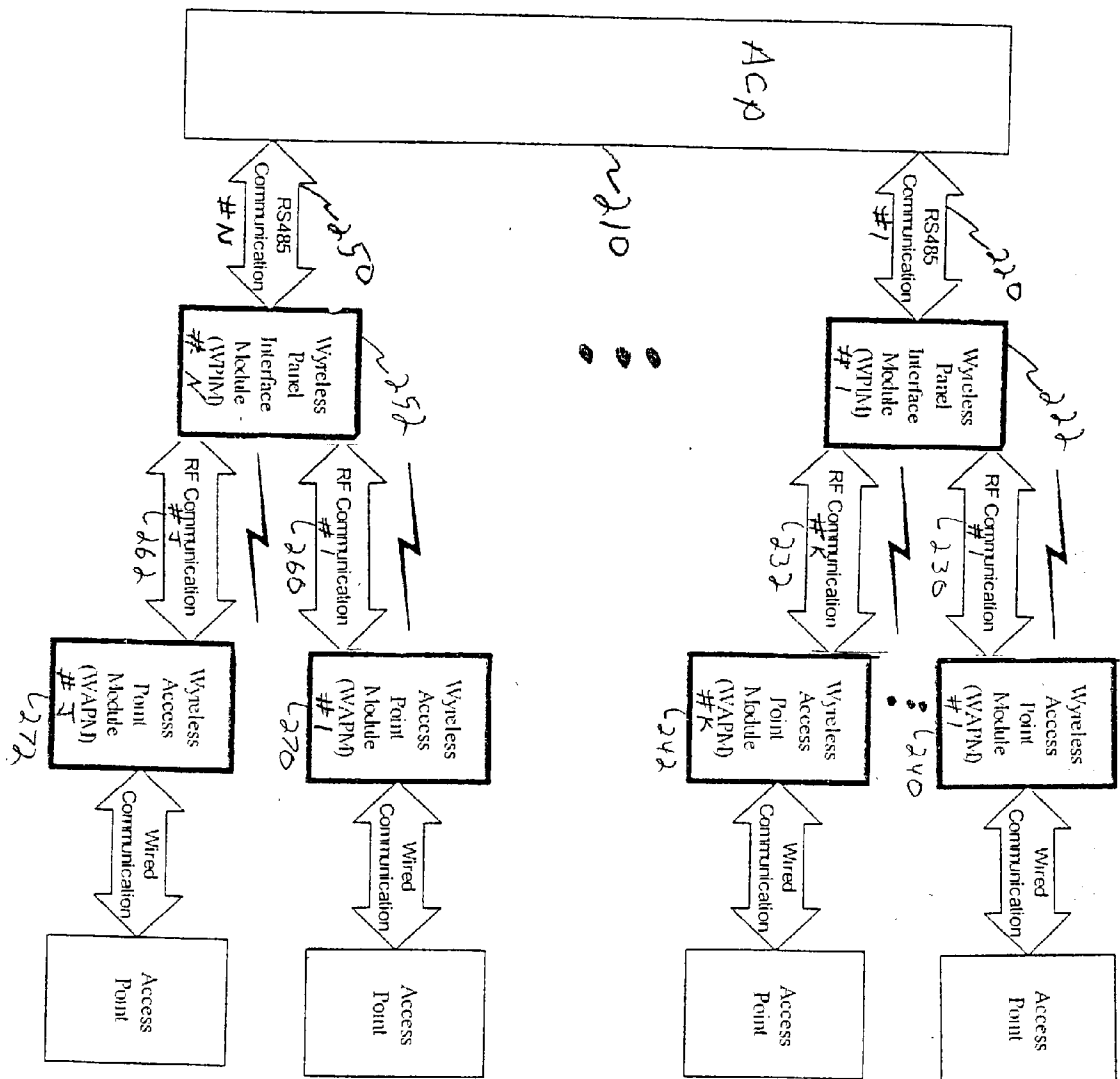 ACP
210
220
RS485
Communication
#1
222
Wyreless
Panel
Interface
Module
(WPIM)
#1
RF Communication
#1
230
Wyreless
Access
Point
Module
(WAPM)
#1
240
Wired
Communication
Access
Point
RF Communication
#K
232
Wyreless
Access
Point
Module
(WAPM)
#K
242
Wired
Communication
Access
Point
250
RS485
Communication
#N
252
Wyreless
Panel
Interface
Module
(WPIM)
#N
RF Communication
#1
260
Wyreless
Access
Point
Module
(WAPM)
#1
270
Wired
Communication
Access
Point
RF Communication
#J
262
Wyreless
Access
Point
Module
(WAPM)
#J
272
Wired
Communication
Access
Point